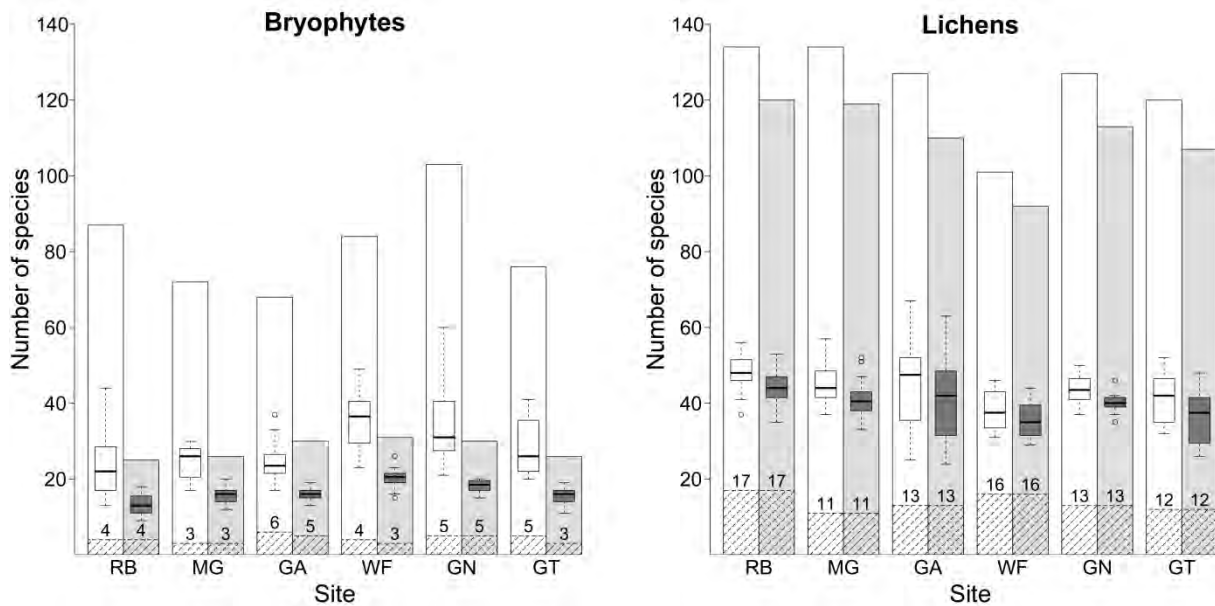 Bryophytes
Number of species
140
120
100
80
60
40
20
4 4 3 3 6 5 4 3 5 5 5 3
RB MG GA WF GN GT
Site
Lichens
Number of species
140
120
100
80
60
40
20
17 17 11 11 13 13 16 16 13 13 12 12
RB MG GA WF GN GT
Site